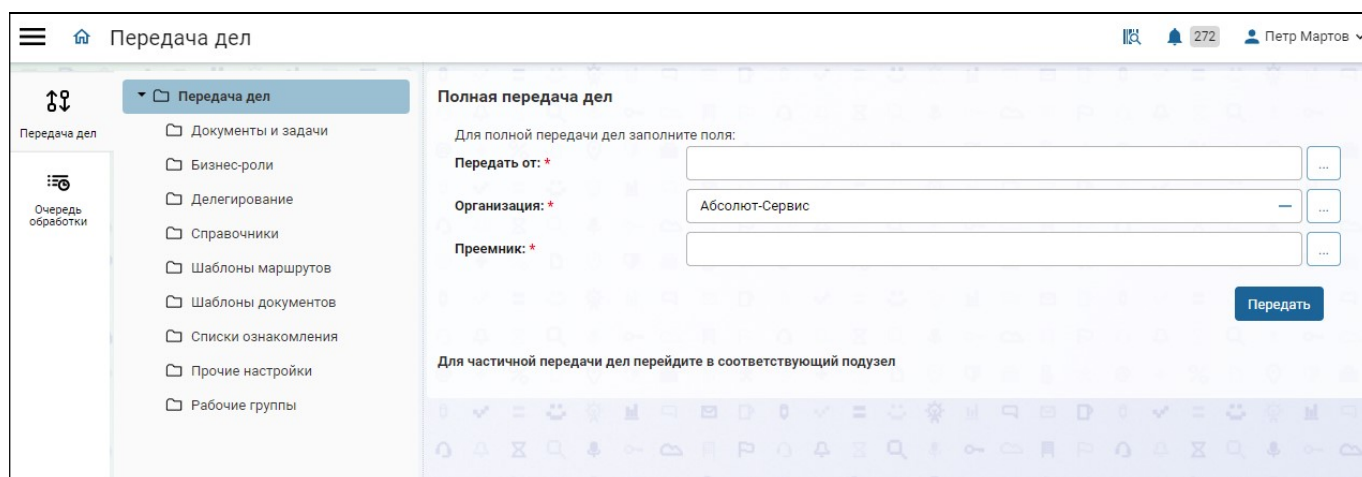 Передача дел
272
Петр Мартов
Передача дел
Очередь
обработки
Передача дел
Документы и задачи
Бизнес-роли
Делегирование
Справочники
Шаблоны маршрутов
Шаблоны документов
Списки ознакомления
Прочие настройки
Рабочие группы
Полная передача дел
Для полной передачи дел заполните поля:
Передать от: *
...
Организация: * Абсолют-Сервис
...
Преемник: *
...
Передать
Для частичной передачи дел перейдите в соответствующий подузел